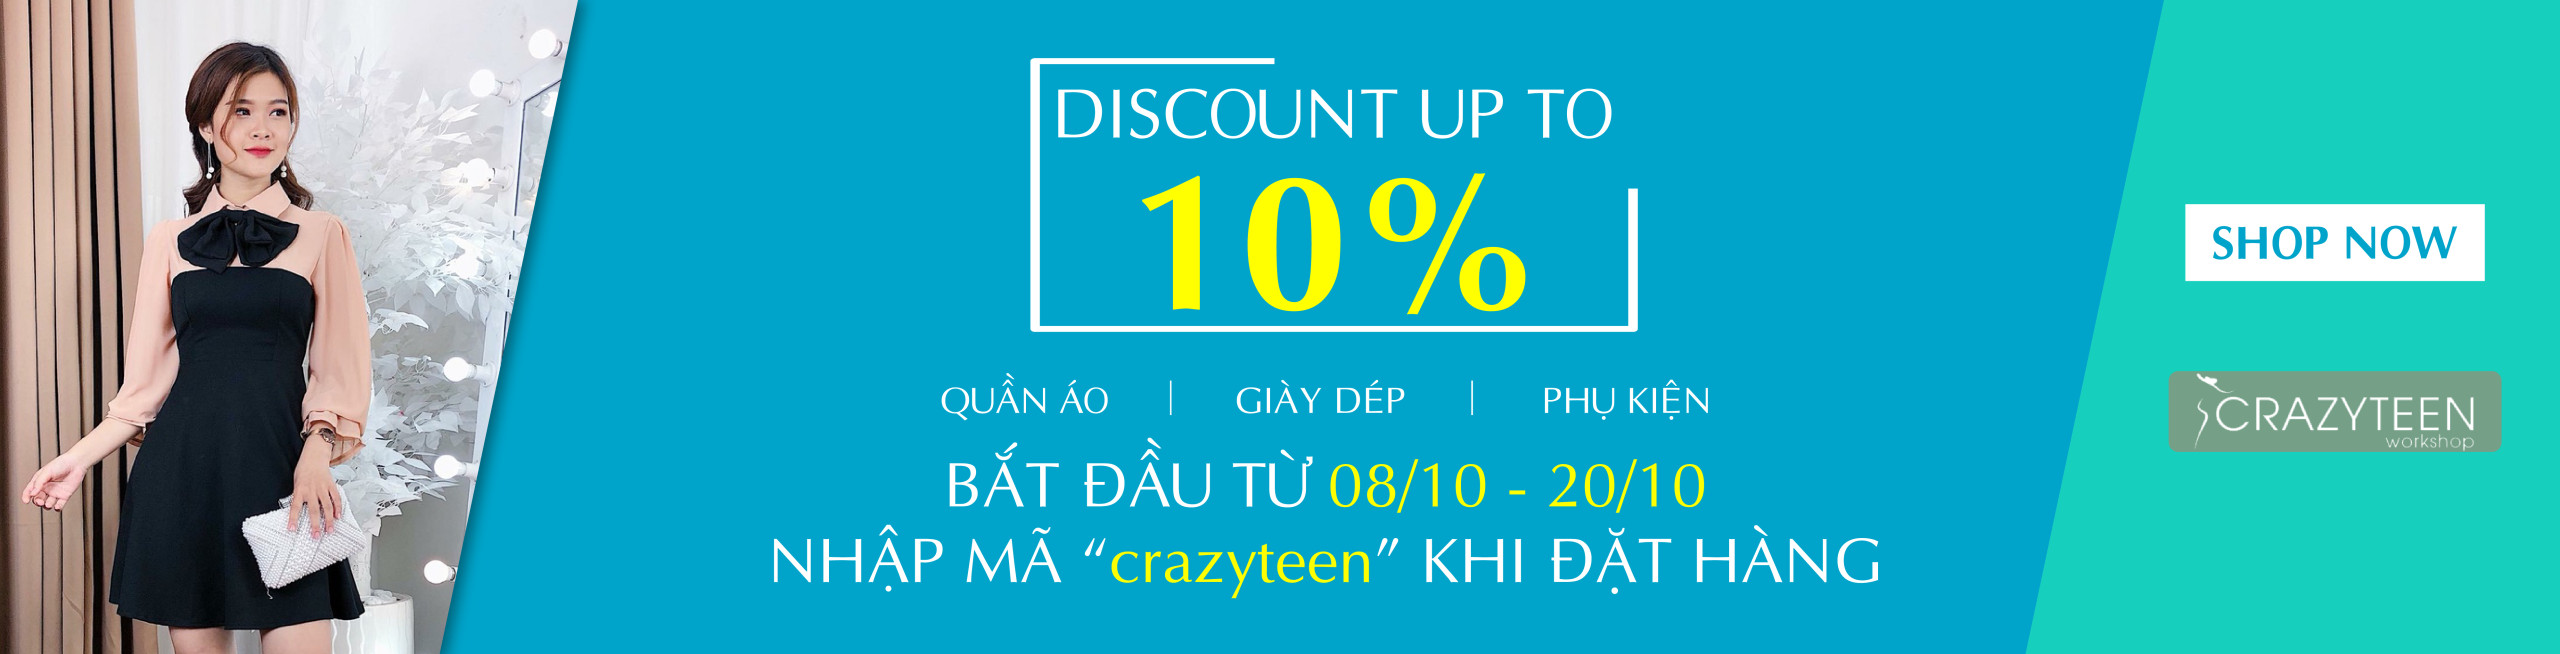 DISCOUNT UP TO
10%
QUẦN ÁO | GIÀY DÉP | PHỤ KIỆN
BẮT ĐẦU TỪ 08/10 - 20/10
NHẬP MÃ “crazyteen” KHI ĐẶT HÀNG
SHOP NOW
CRAZYTEEN
workshop